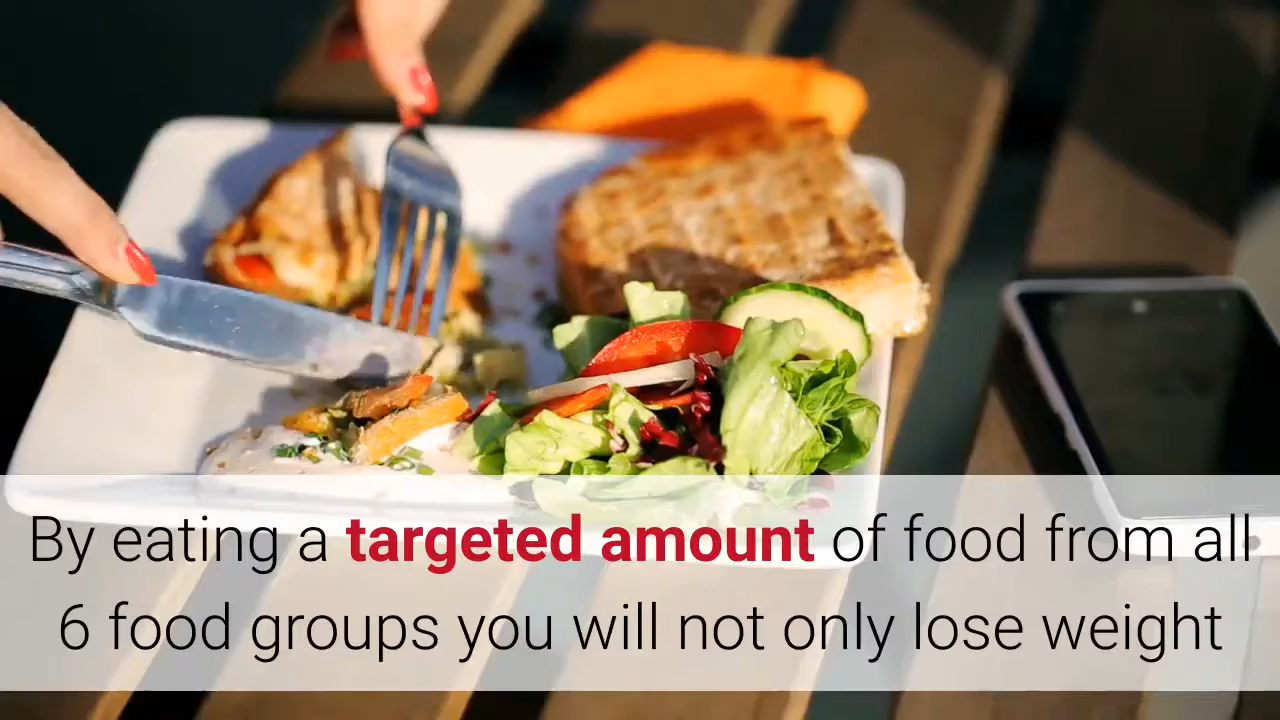 By eating a targeted amount of food from all
6 food groups you will not only lose weight